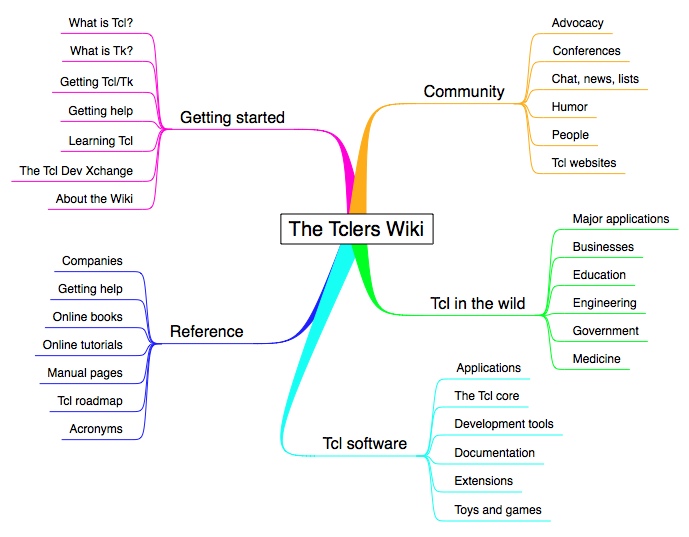 The Tclers Wiki
Getting started
What is Tcl?
What is Tk?
Getting Tcl/Tk
Getting help
Learning Tcl
The Tcl Dev Xchange
About the Wiki
Community
Advocacy
Conferences
Chat, news, lists
Humor
People
Tcl websites
Tcl in the wild
Major applications
Businesses
Education
Engineering
Government
Medicine
Reference
Companies
Getting help
Online books
Online tutorials
Manual pages
Tcl roadmap
Acronyms
Tcl software
Applications
The Tcl core
Development tools
Documentation
Extensions
Toys and games